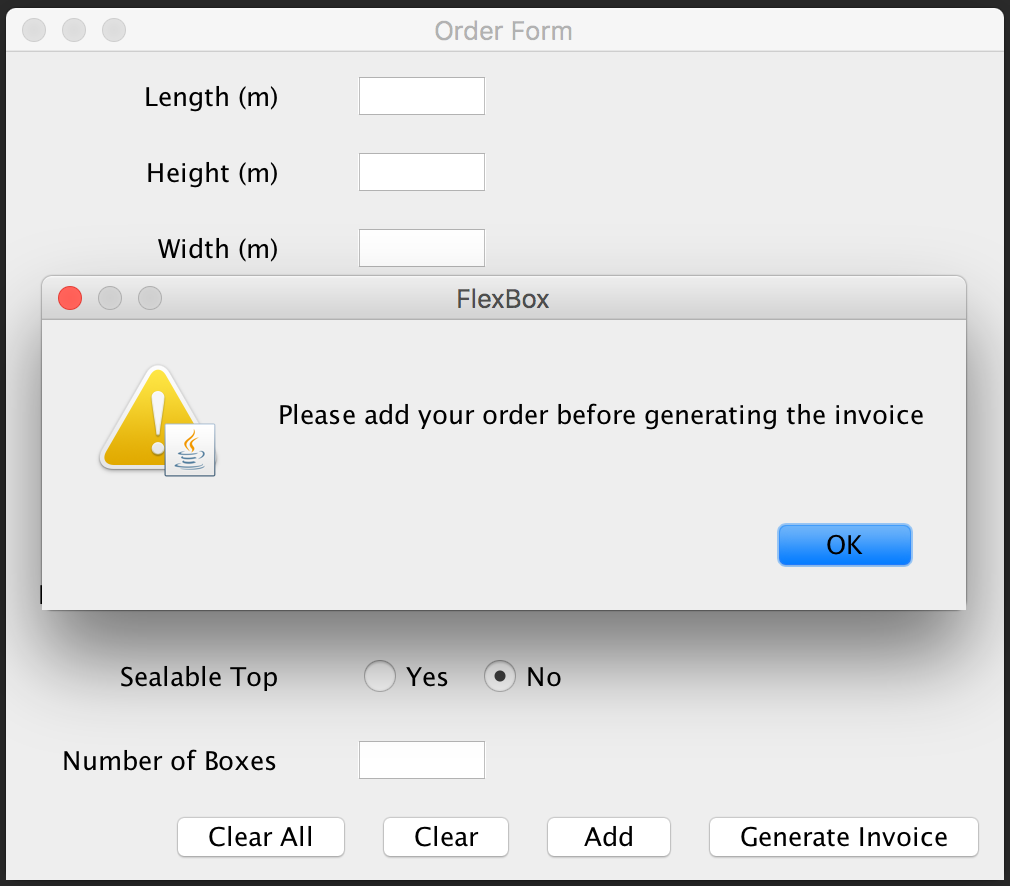 Order Form
Length (m)
Height (m)
Width (m)
FlexBox
Please add your order before generating the invoice
OK
Sealable Top Yes No
Number of Boxes
Clear All Clear Add Generate Invoice